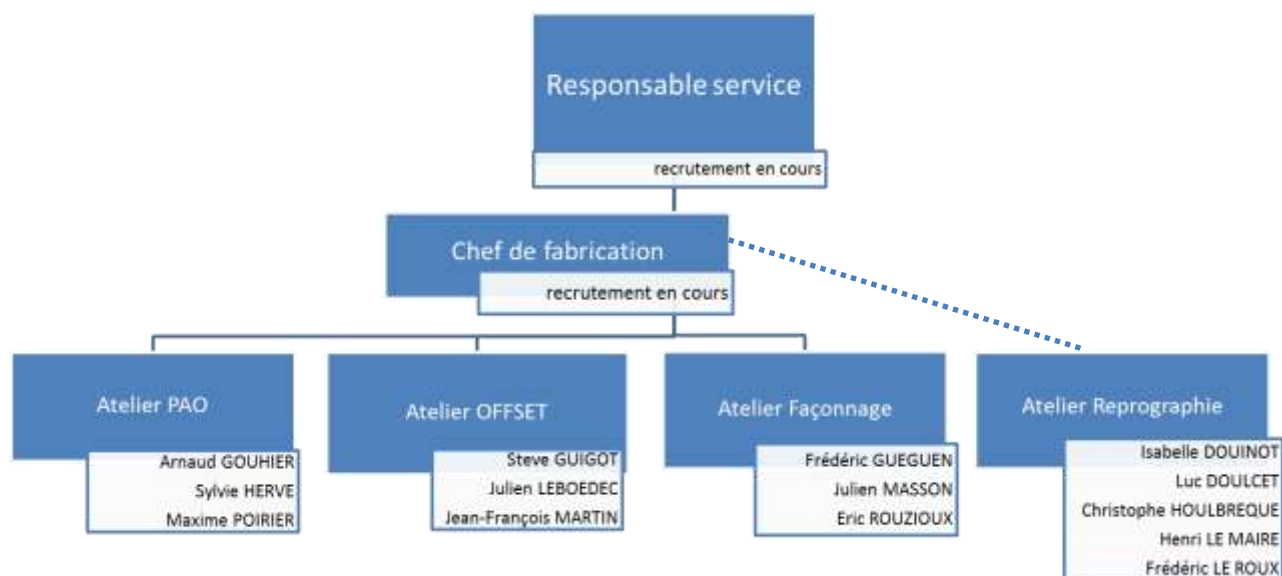 Responsable service
recrutement en cours
Chef de fabrication
recrutement en cours
Atelier PAO
Arnaud GOUHIER
Sylvie HERVE
Maxime POIRIER
Atelier OFFSET
Steve GUIGOT
Julien LEBOEDEC
Jean-François MARTIN
Atelier Façonnage
Frédéric GUEGUEN
Julien MASSON
Eric ROUZIOUX
Atelier Reprographie
Isabelle DOUINOT
Luc DOULCET
Christophe HOULBREQUE
Henri LE MAIRE
Frédéric LE ROUX